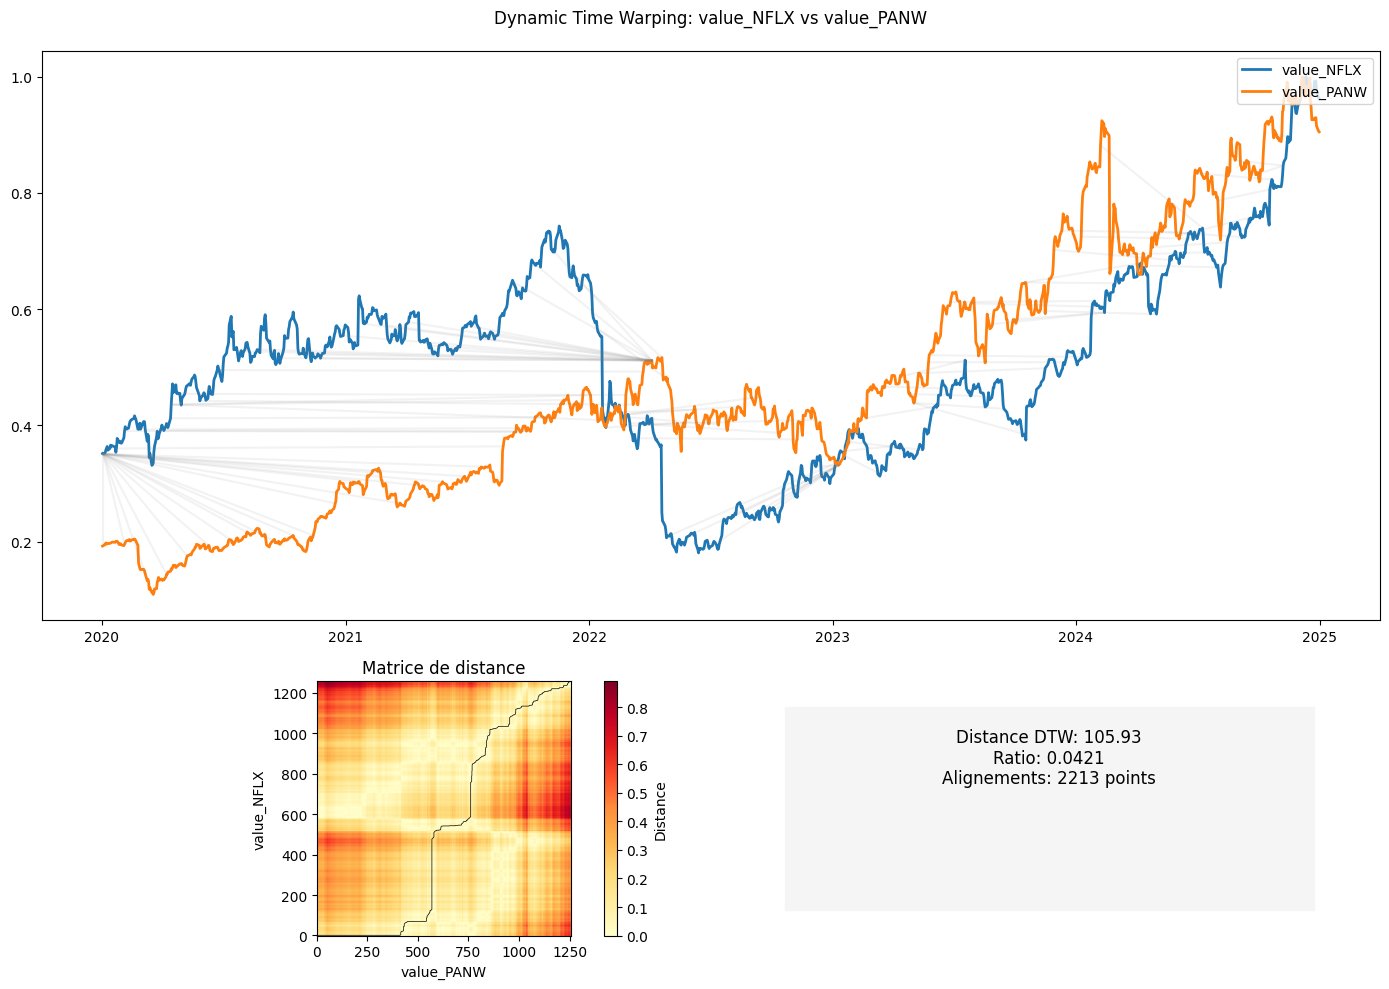 Dynamic Time Warping: value_NFLX vs value_PANW
value_NFLX
value_PANW
1.0
0.8
0.6
0.4
0.2
2020 2021 2022 2023 2024 2025
Matrice de distance
value_NFLX
1200
1000
800
600
400
200
0
0 250 500 750 1000 1250
value_PANW
0.8
0.7
0.6
0.5
0.4
0.3
0.2
0.1
0.0
Distance
Distance DTW: 105.93
Ratio: 0.0421
Alignements: 2213 points